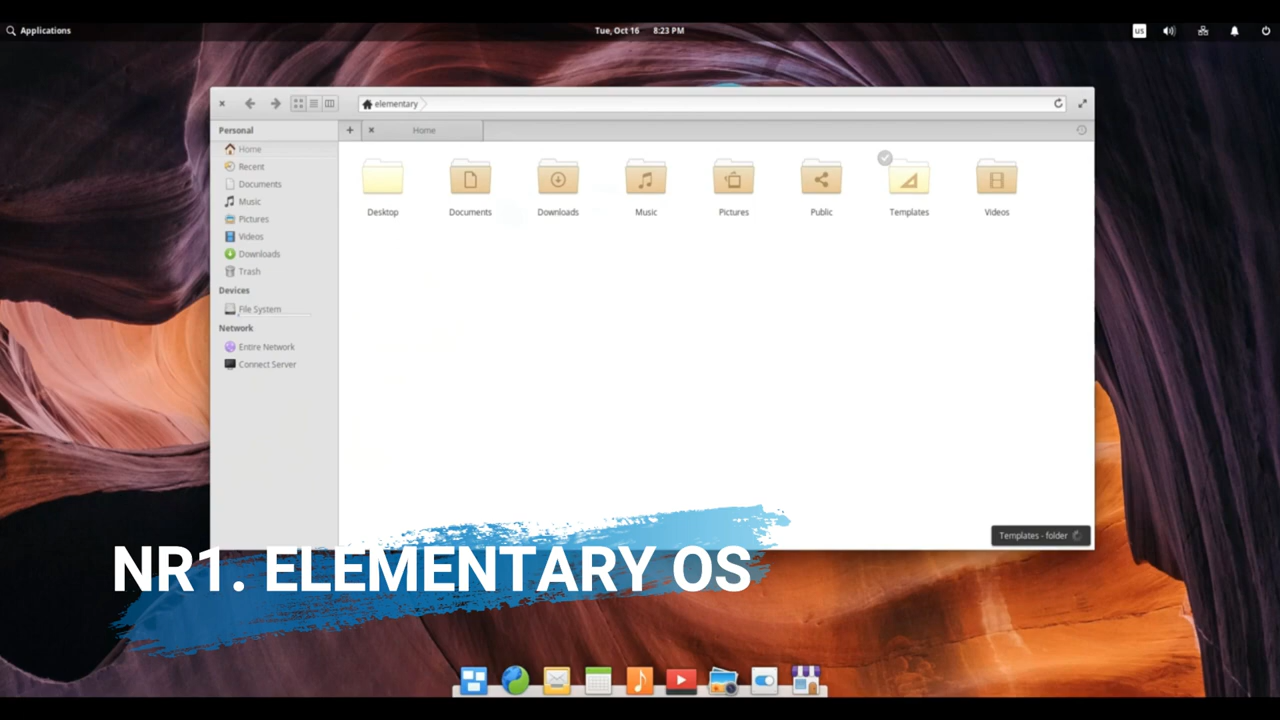 Applications
Tue, Oct 16 8:23 PM
us
elementary
Personal
Home
Home
Recent
Documents
Music
Pictures
Videos
Downloads
Trash
Devices
File System
Network
Entire Network
Connect Server
Desktop
Documents
Downloads
Music
Pictures
Public
Templates
Videos
Templates - folder
NR1. ELEMENTARY OS